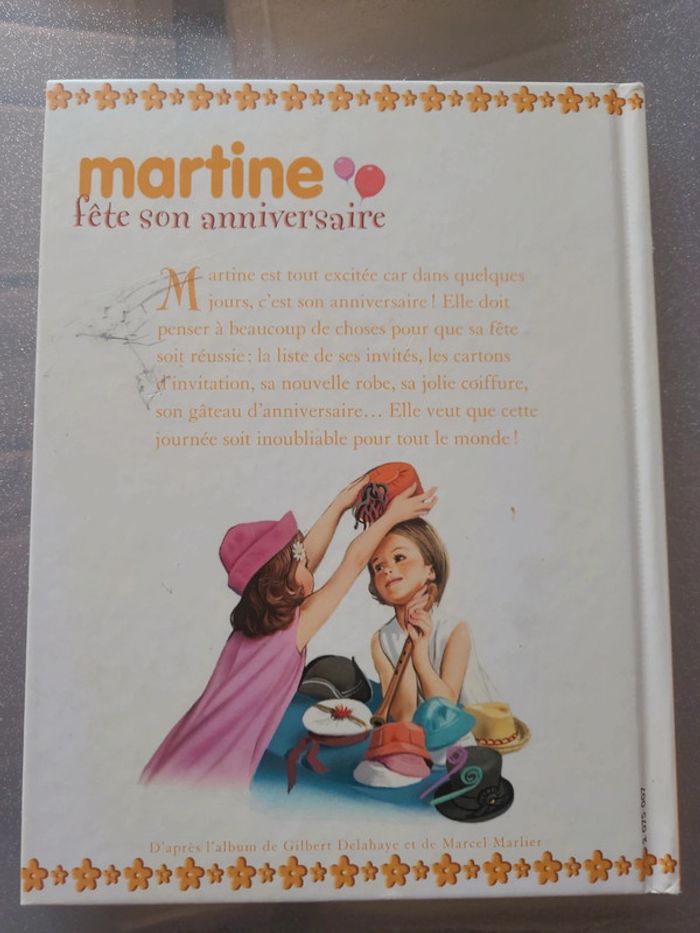 martine
fête son anniversaire
Martine est tout excitée car dans quelques
jours, c'est son anniversaire ! Elle doit
penser à beaucoup de choses pour que sa fête
soit réussie : la liste de ses invités, les cartons
d'invitation, sa nouvelle robe, sa jolie coiffure,
son gâteau d'anniversaire... Elle veut que cette
journée soit inoubliable pour tout le monde !
D'après l'album de Gilbert Delahaye et de Marcel Marlier
2 075 067